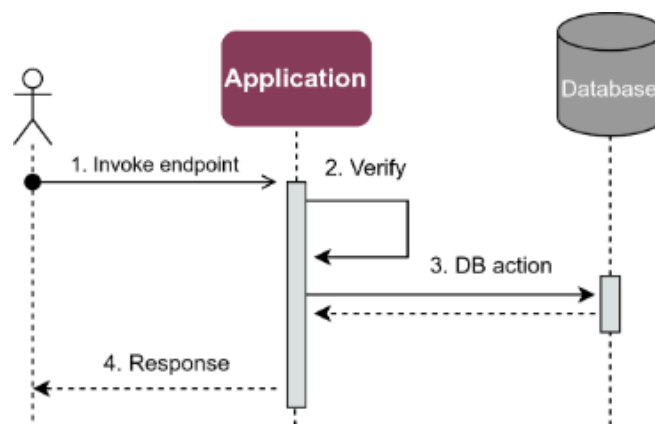 Application
Database
1. Invoke endpoint
2. Verify
3. DB action
4. Response